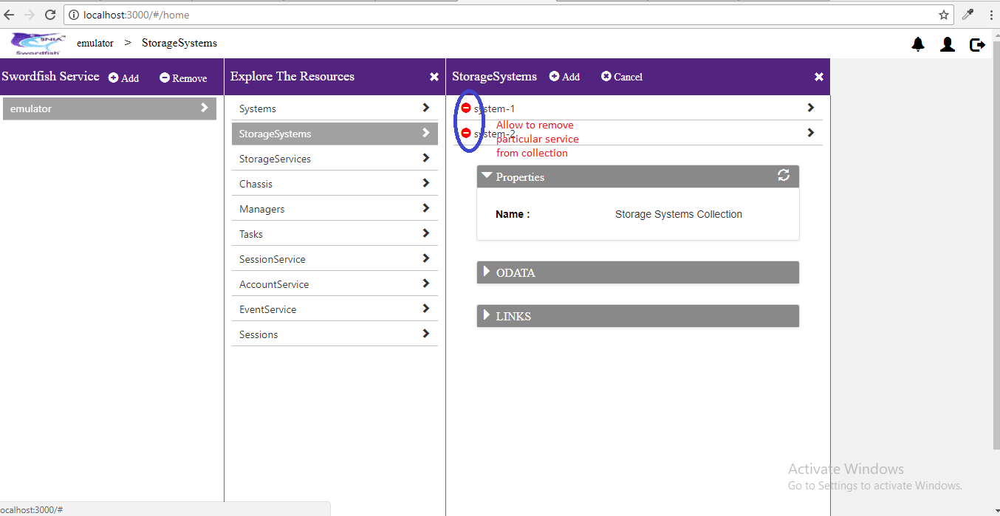 localhost:3000/#/home
SNIA
Swordfish
emulator > StorageSystems
Swordfish Service Add Remove
emulator
Explore The Resources
Systems
StorageSystems
StorageServices
Chassis
Managers
Tasks
SessionService
AccountService
EventService
Sessions
StorageSystems Add Cancel
system-1
system-2
Allow to remove
particular service
from collection
Properties
Name : Storage Systems Collection
ODATA
LINKS
Activate Windows
Go to Settings to activate Windows.
ocalhost:3000/#